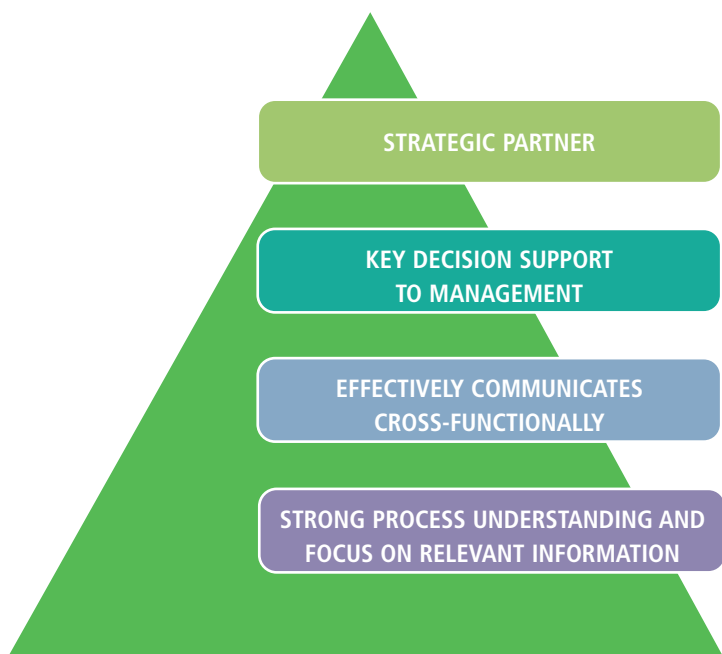 STRATEGIC PARTNER
KEY DECISION SUPPORT
TO MANAGEMENT
EFFECTIVELY COMMUNICATES
CROSS-FUNCTIONALLY
STRONG PROCESS UNDERSTANDING AND
FOCUS ON RELEVANT INFORMATION